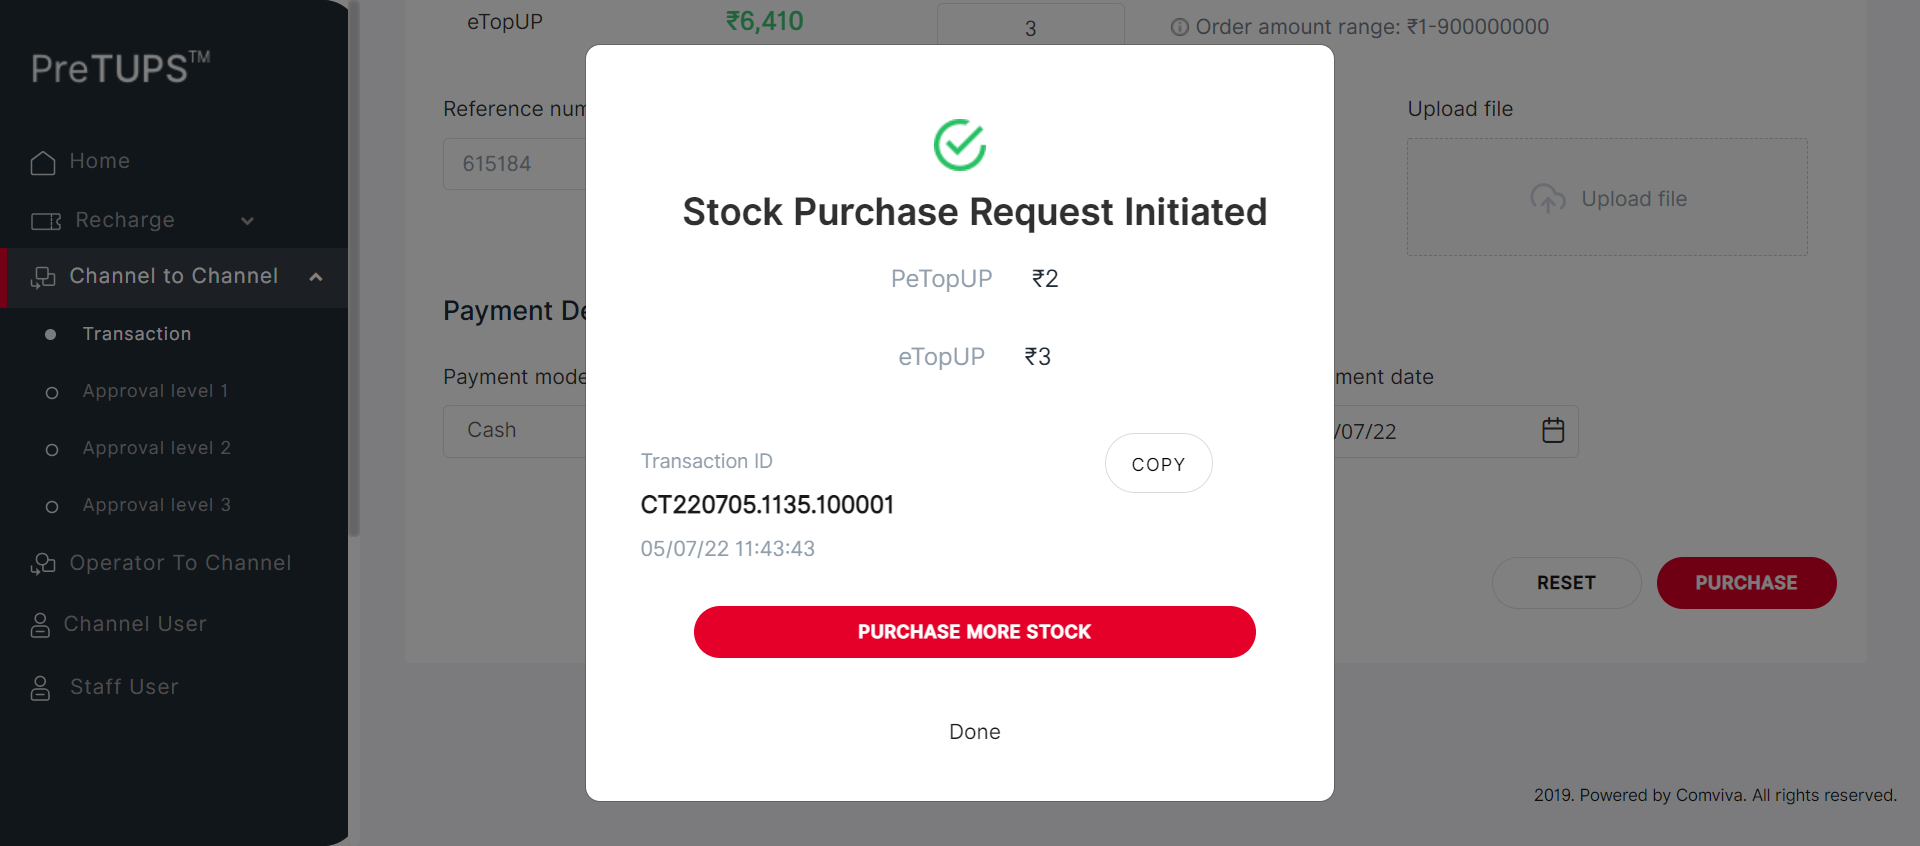 PreTUPS™
Home
Recharge
Channel to Channel
Transaction
Approval level 1
Approval level 2
Approval level 3
Operator To Channel
Channel User
Staff User
eTopUP ₹6,410 3 Order amount range: ₹1-900000000
Reference num
615184
Upload file
Upload file
Payment De
Payment mode
Cash
ment date
/07/22
RESET
PURCHASE
Stock Purchase Request Initiated
PeTopUP ₹2
eTopUP ₹3
Transaction ID
COPY
CT220705.1135.100001
05/07/22 11:43:43
PURCHASE MORE STOCK
Done
2019. Powered by Comviva. All rights reserved.